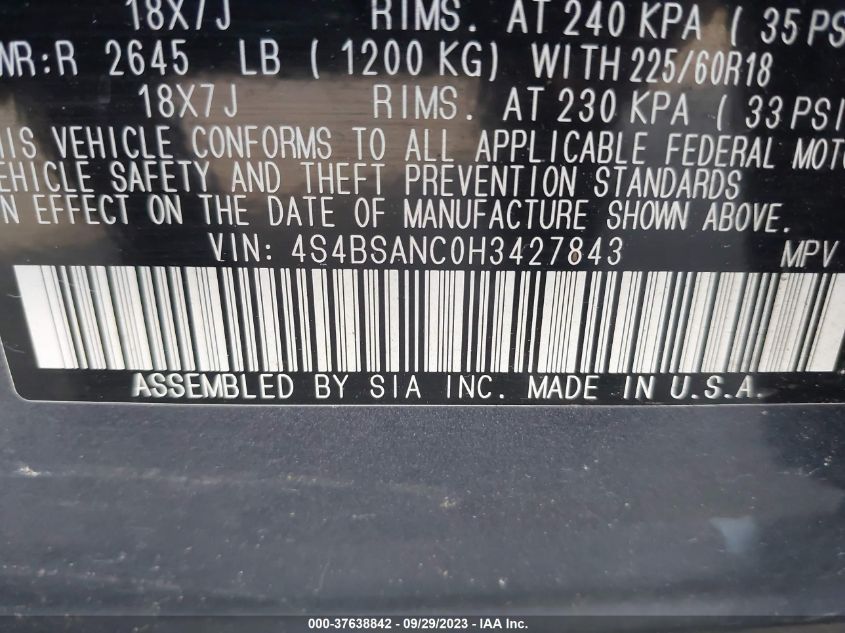 18X7J RIMS. AT 240 KPA ( 35 PS
WR:R 2645 LB ( 1200 KG) WITH 225/60R18
18X7J RIMS. AT 230 KPA ( 33 PSI
HIS VEHICLE CONFORMS TO ALL APPLICABLE FEDERAL MOTO
EHICLE SAFETY AND THEFT PREVENTION STANDARDS
N EFFECT ON THE DATE OF MANUFACTURE SHOWN ABOVE.
VIN: 4S4BSANC0H3427843 MPV
ASSEMBLED BY SIA INC. MADE IN U.S.A.
000-37638842 - 09/29/2023 - IAA Inc.